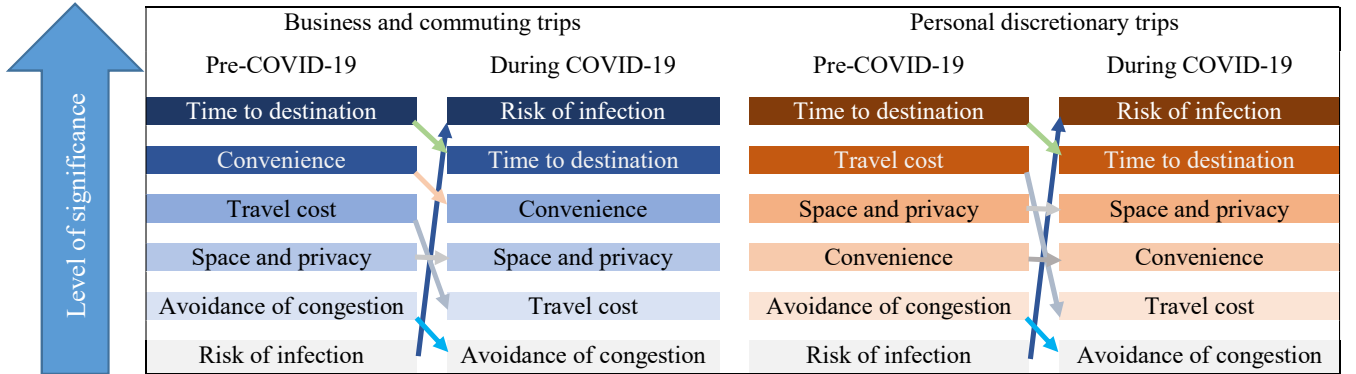 Level of significance
Business and commuting trips
Personal discretionary trips
Pre-COVID-19
During COVID-19
Pre-COVID-19
During COVID-19
Time to destination
Risk of infection
Time to destination
Risk of infection
Convenience
Time to destination
Travel cost
Time to destination
Travel cost
Convenience
Space and privacy
Space and privacy
Space and privacy
Space and privacy
Convenience
Convenience
Avoidance of congestion
Travel cost
Avoidance of congestion
Travel cost
Risk of infection
Avoidance of congestion
Risk of infection
Avoidance of congestion